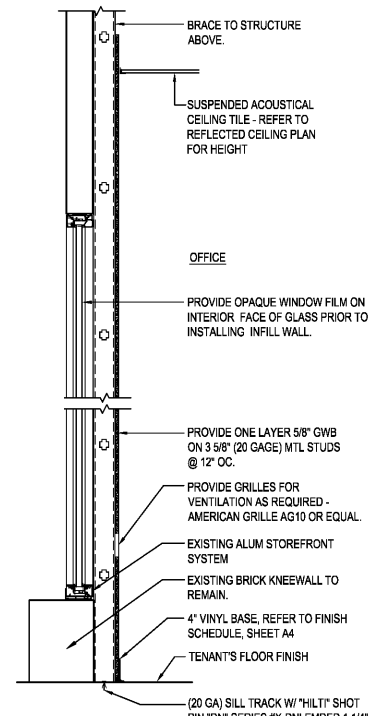 BRACE TO STRUCTURE
ABOVE.
SUSPENDED ACOUSTICAL
CEILING TILE - REFER TO
REFLECTED CEILING PLAN
FOR HEIGHT
OFFICE
PROVIDE OPAQUE WINDOW FILM ON
INTERIOR FACE OF GLASS PRIOR TO
INSTALLING INFILL WALL.
PROVIDE ONE LAYER 5/8" GWB
ON 3 5/8" (20 GAGE) MTL STUDS
@ 12" OC.
PROVIDE GRILLES FOR
VENTILATION AS REQUIRED -
AMERICAN GRILLE AG10 OR EQUAL.
EXISTING ALUM STOREFRONT
SYSTEM
EXISTING BRICK KNEEWALL TO
REMAIN.
4" VINYL BASE, REFER TO FINISH
SCHEDULE, SHEET A4
TENANT'S FLOOR FINISH
(20 GA) SILL TRACK W/ "HILTI" SHOT